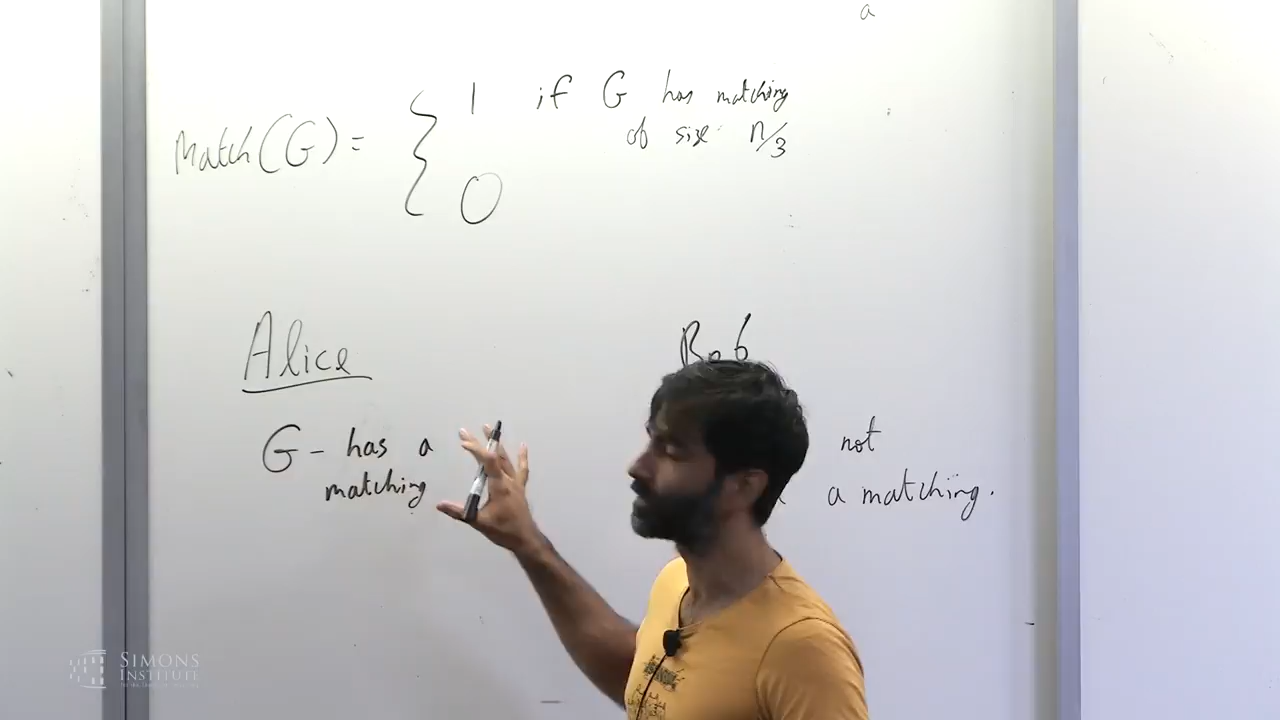 a
Match(G) = { 1 if G has matching
of size n/3
0
Alice Bob
G - has a not
matching a matching.
SIMONS
INSTITUTE